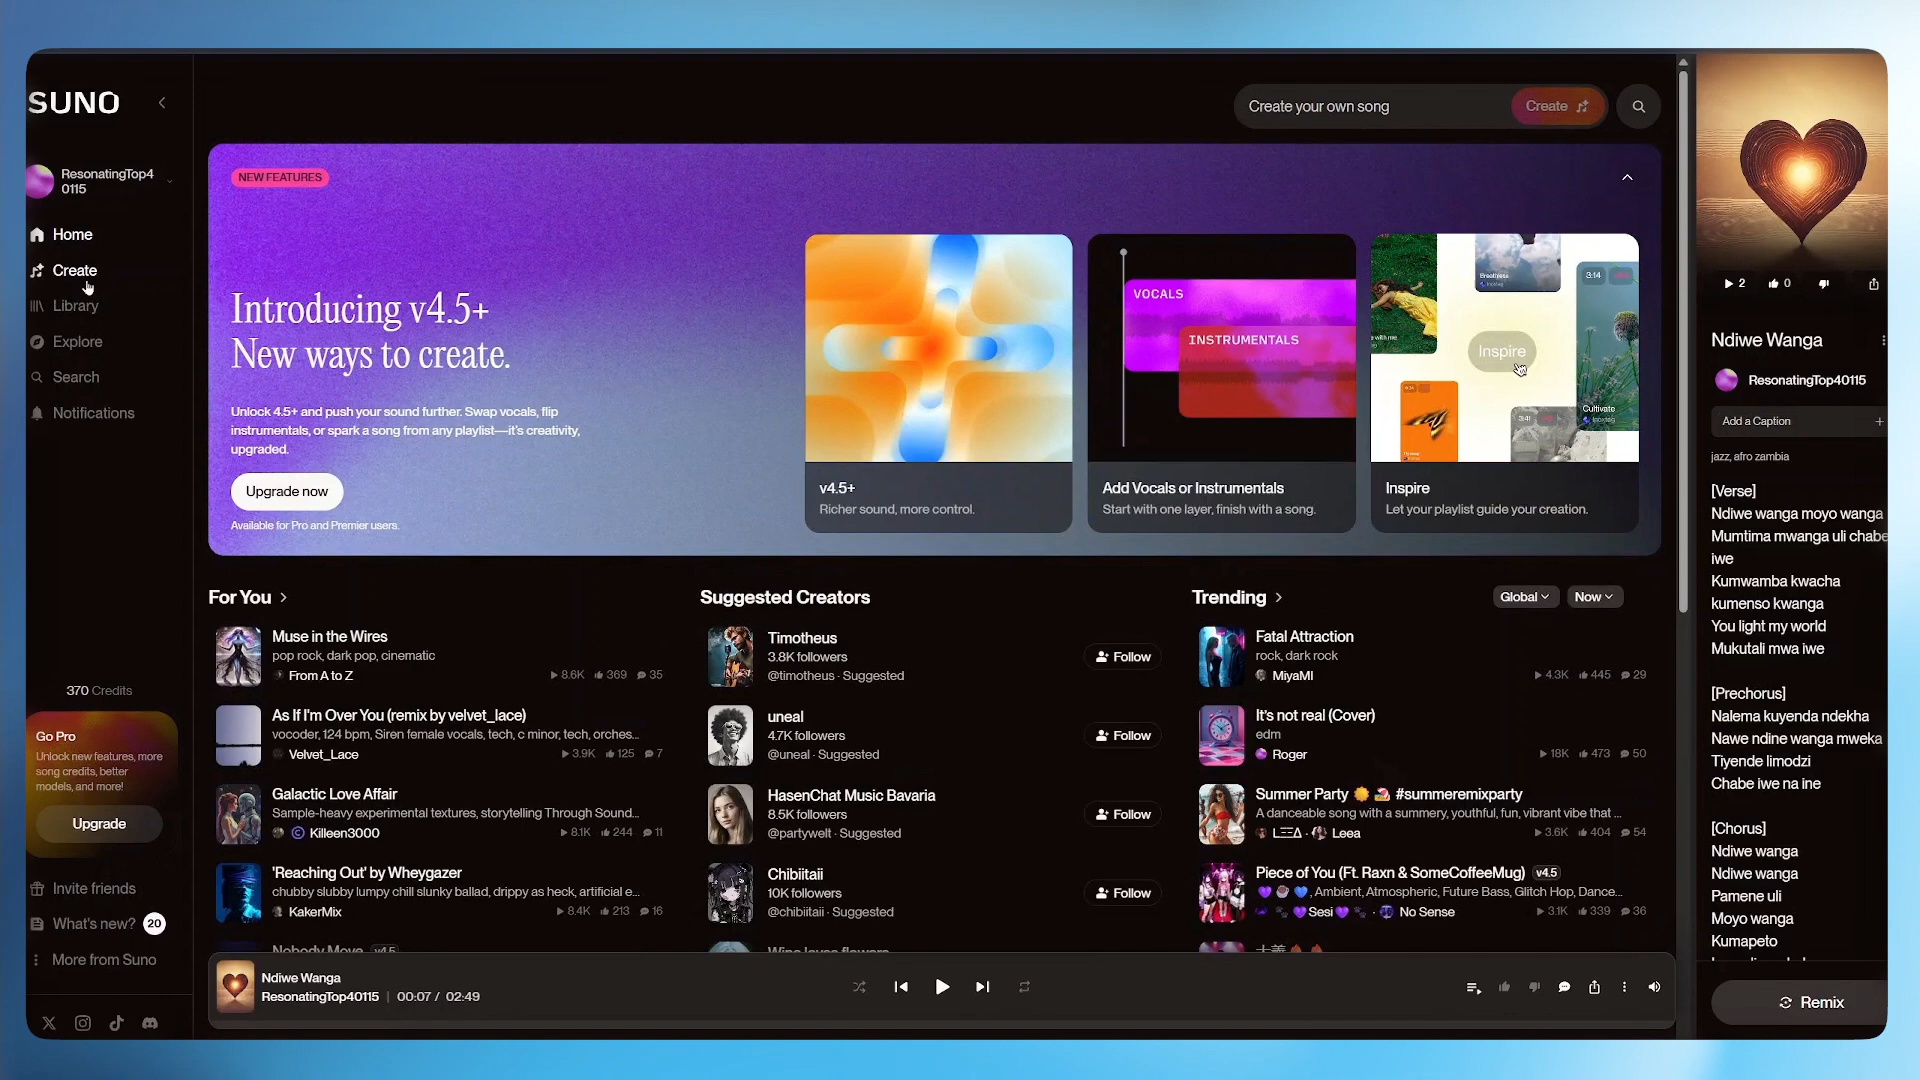 SUNO
ResonatingTop4
0115
Home
Create
Library
Explore
Search
Notifications
370 Credits
Go Pro
Unlock new features, more
song credits, better
models, and more!
Upgrade
Invite friends
What's new? 20
More from Suno
Create your own song
Create
NEW FEATURES
Introducing v4.5+
New ways to create.
Unlock 4.5+ and push your sound further. Swap vocals, flip
instrumentals, or spark a song from any playlist—it's creativity,
upgraded.
Upgrade now
Available for Pro and Premier users.
v4.5+
Richer sound, more control.
VOCALS
INSTRUMENTALS
Add Vocals or Instrumentals
Start with one layer, finish with a song.
Breathless
3:14
Inspire
Cultivate
3:41
Inspire
Let your playlist guide your creation.
For You
Muse in the Wires
pop rock, dark pop, cinematic
From A to Z
8.6K 369 35
As If I'm Over You (remix by velvet_lace)
vocoder, 124 bpm, Siren female vocals, tech, c minor, tech, orches...
Velvet_Lace
3.9K 125 7
Galactic Love Affair
Sample-heavy experimental textures, storytelling Through Sound...
Killeen3000
8.1K 244 11
'Reaching Out' by Wheygazer
chubby slubby lumpy chill slunky ballad, drippy as heck, artificial e...
KakerMix
8.4K 213 16
Nobody Move v4.5
Suggested Creators
Timotheus
3.8K followers
@timotheus · Suggested
Follow
uneal
4.7K followers
@uneal · Suggested
Follow
HasenChat Music Bavaria
8.5K followers
@partywelt · Suggested
Follow
Chibiitaii
10K followers
@chibiitaii · Suggested
Follow
Trending
Global
Now
Fatal Attraction
rock, dark rock
MiyaMI
4.3K 445 29
It's not real (Cover)
edm
Roger
18K 473 50
Summer Party 🌞 🏖️ #summeremixparty
A danceable song with a summery, youthful, fun, vibrant vibe that ...
LΞΞΔ · Leea
3.6K 404 54
Piece of You (Ft. Raxn & SomeCoffeeMug) v4.5
, Ambient, Atmospheric, Future Bass, Glitch Hop, Dance...
💜Sesi💜 · No Sense
3.1K 339 36
Ndiwe Wanga
ResonatingTop40115 | 00:07 / 02:49
2 0
Ndiwe Wanga
ResonatingTop40115
Add a Caption +
jazz, afro zambia
[Verse]
Ndiwe wanga moyo wanga
Mumtima mwanga uli chabe
iwe
Kumwamba kwacha
kumenso kwanga
You light my world
Mukutali mwa iwe
[Prechorus]
Nalema kuyenda ndekha
Nawe ndine wanga mweka
Tiyende limodzi
Chabe iwe na ine
[Chorus]
Ndiwe wanga
Ndiwe wanga
Pamene uli
Moyo wanga
Kumapeto
Remix